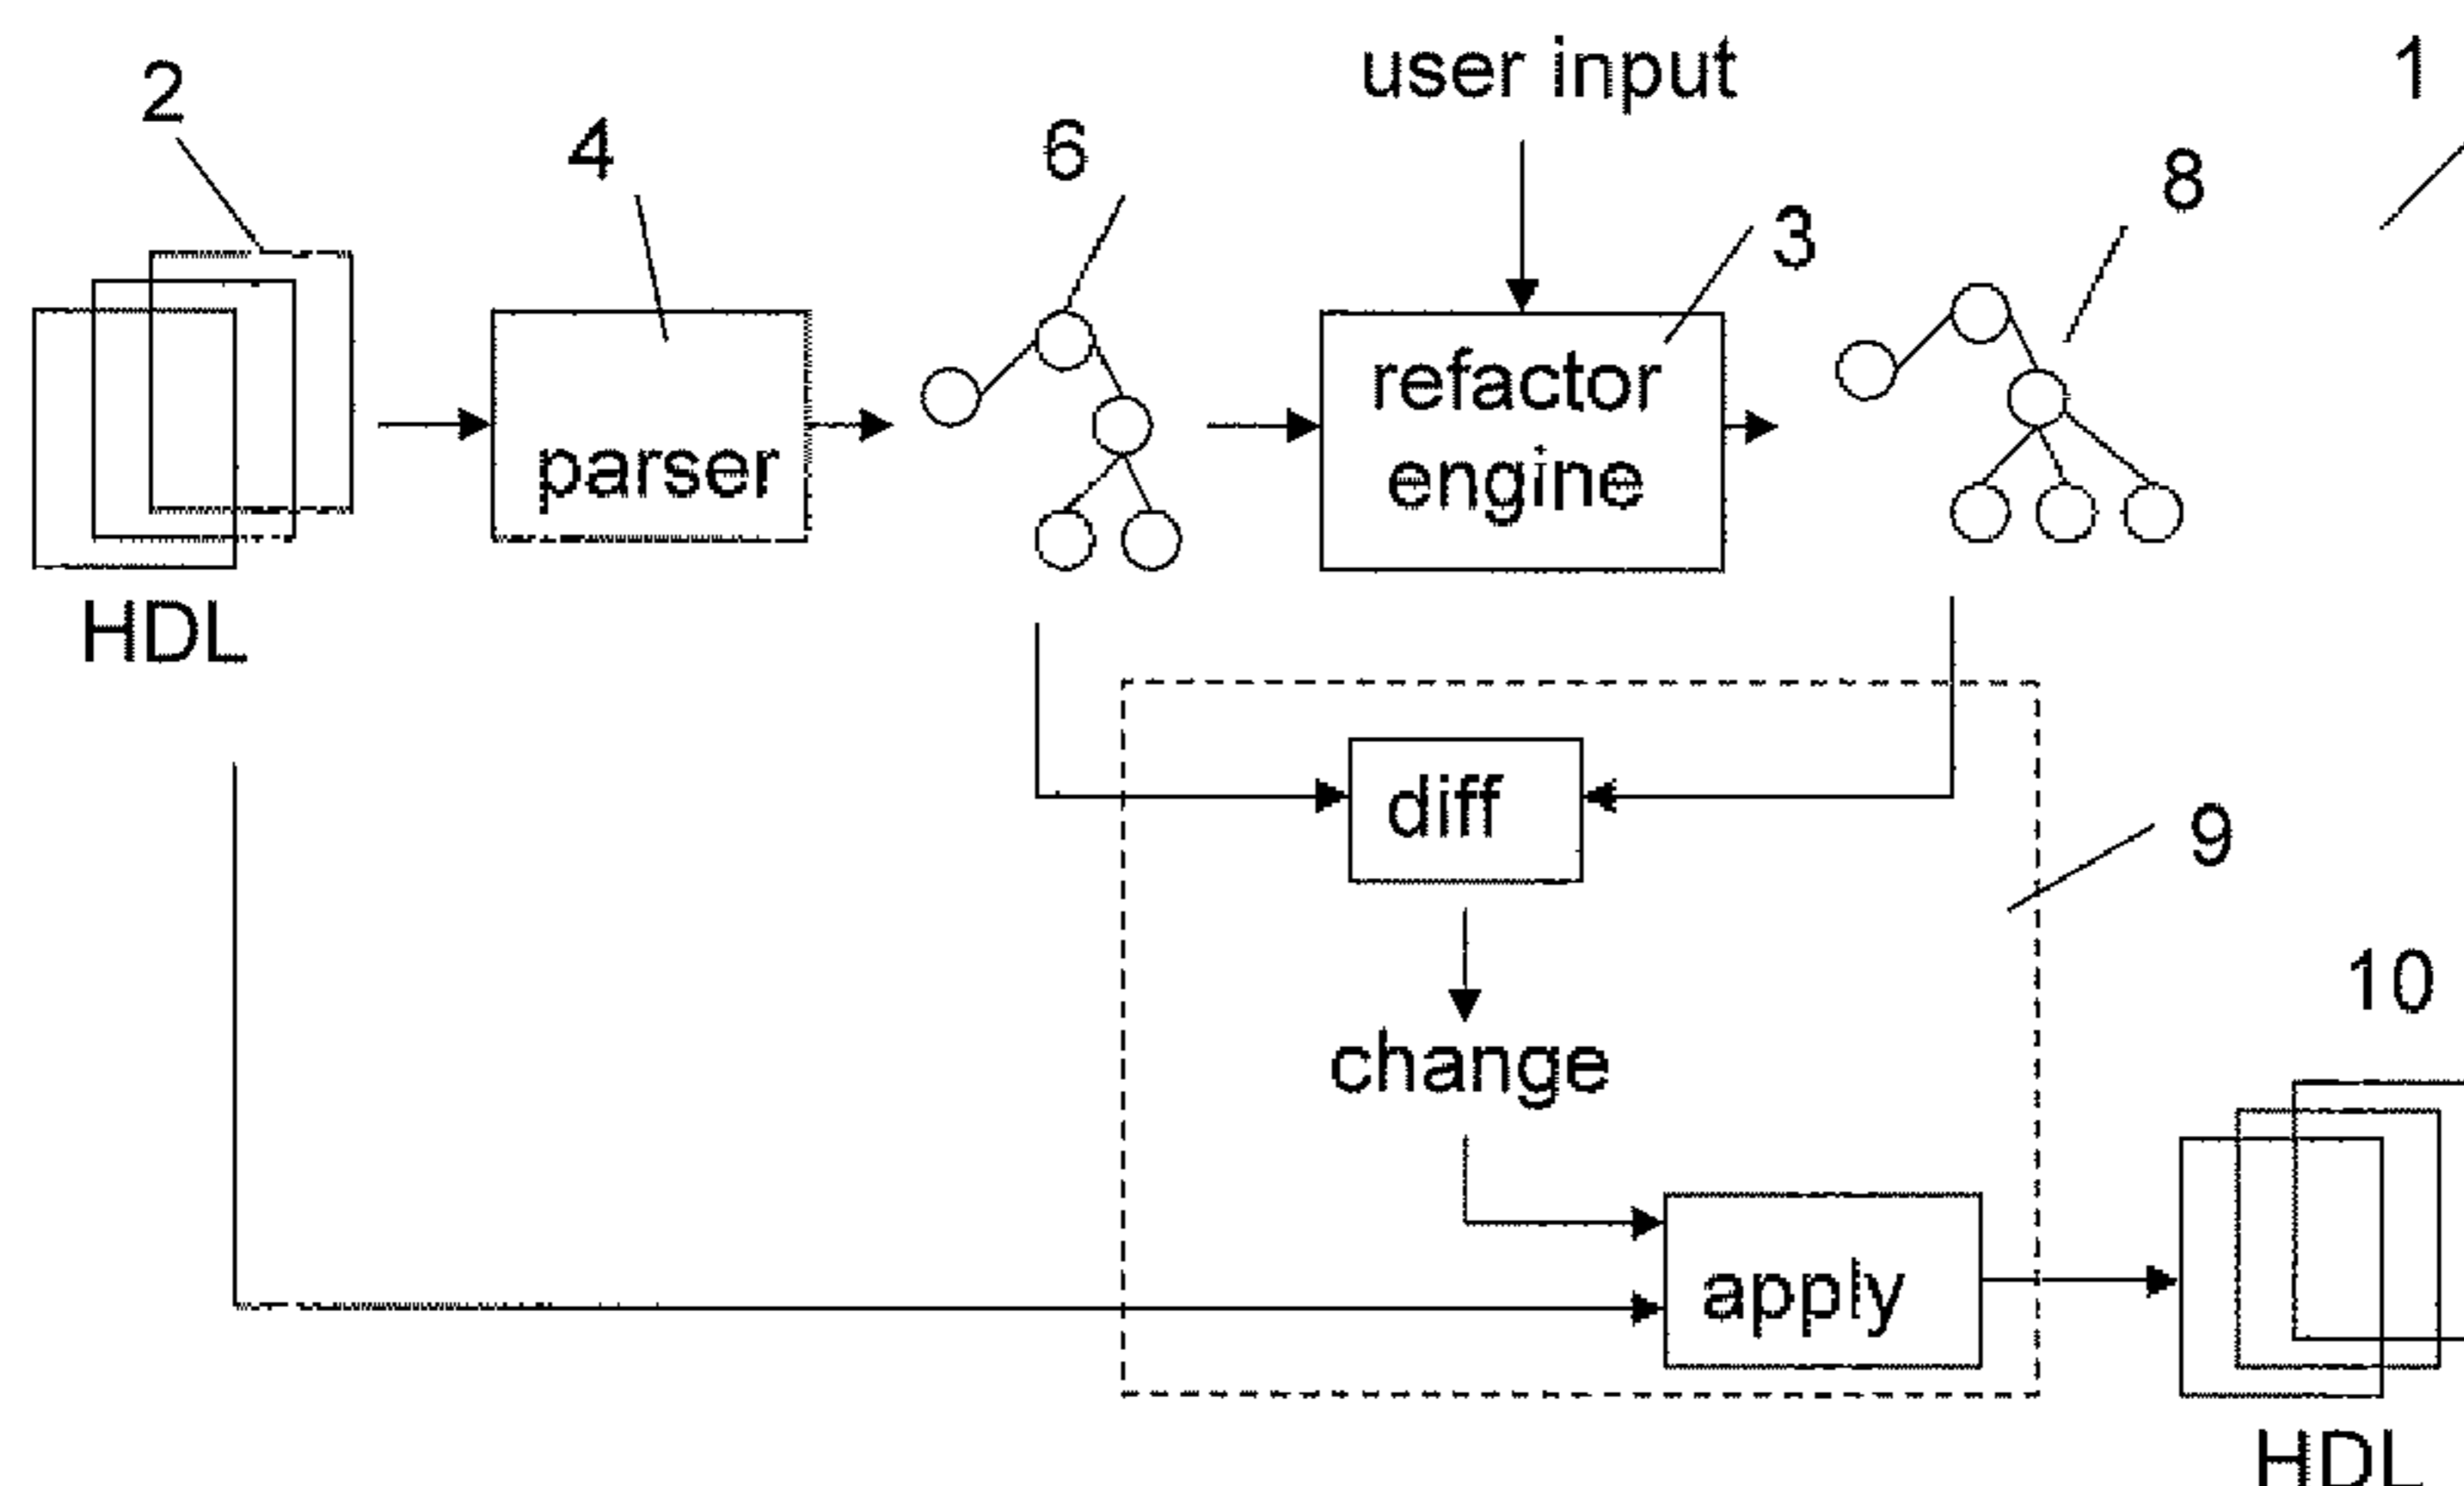 user input
1
2
4
6
8
3
refactor
engine
parser
HDL
diff
9
change
10
apply
HDL